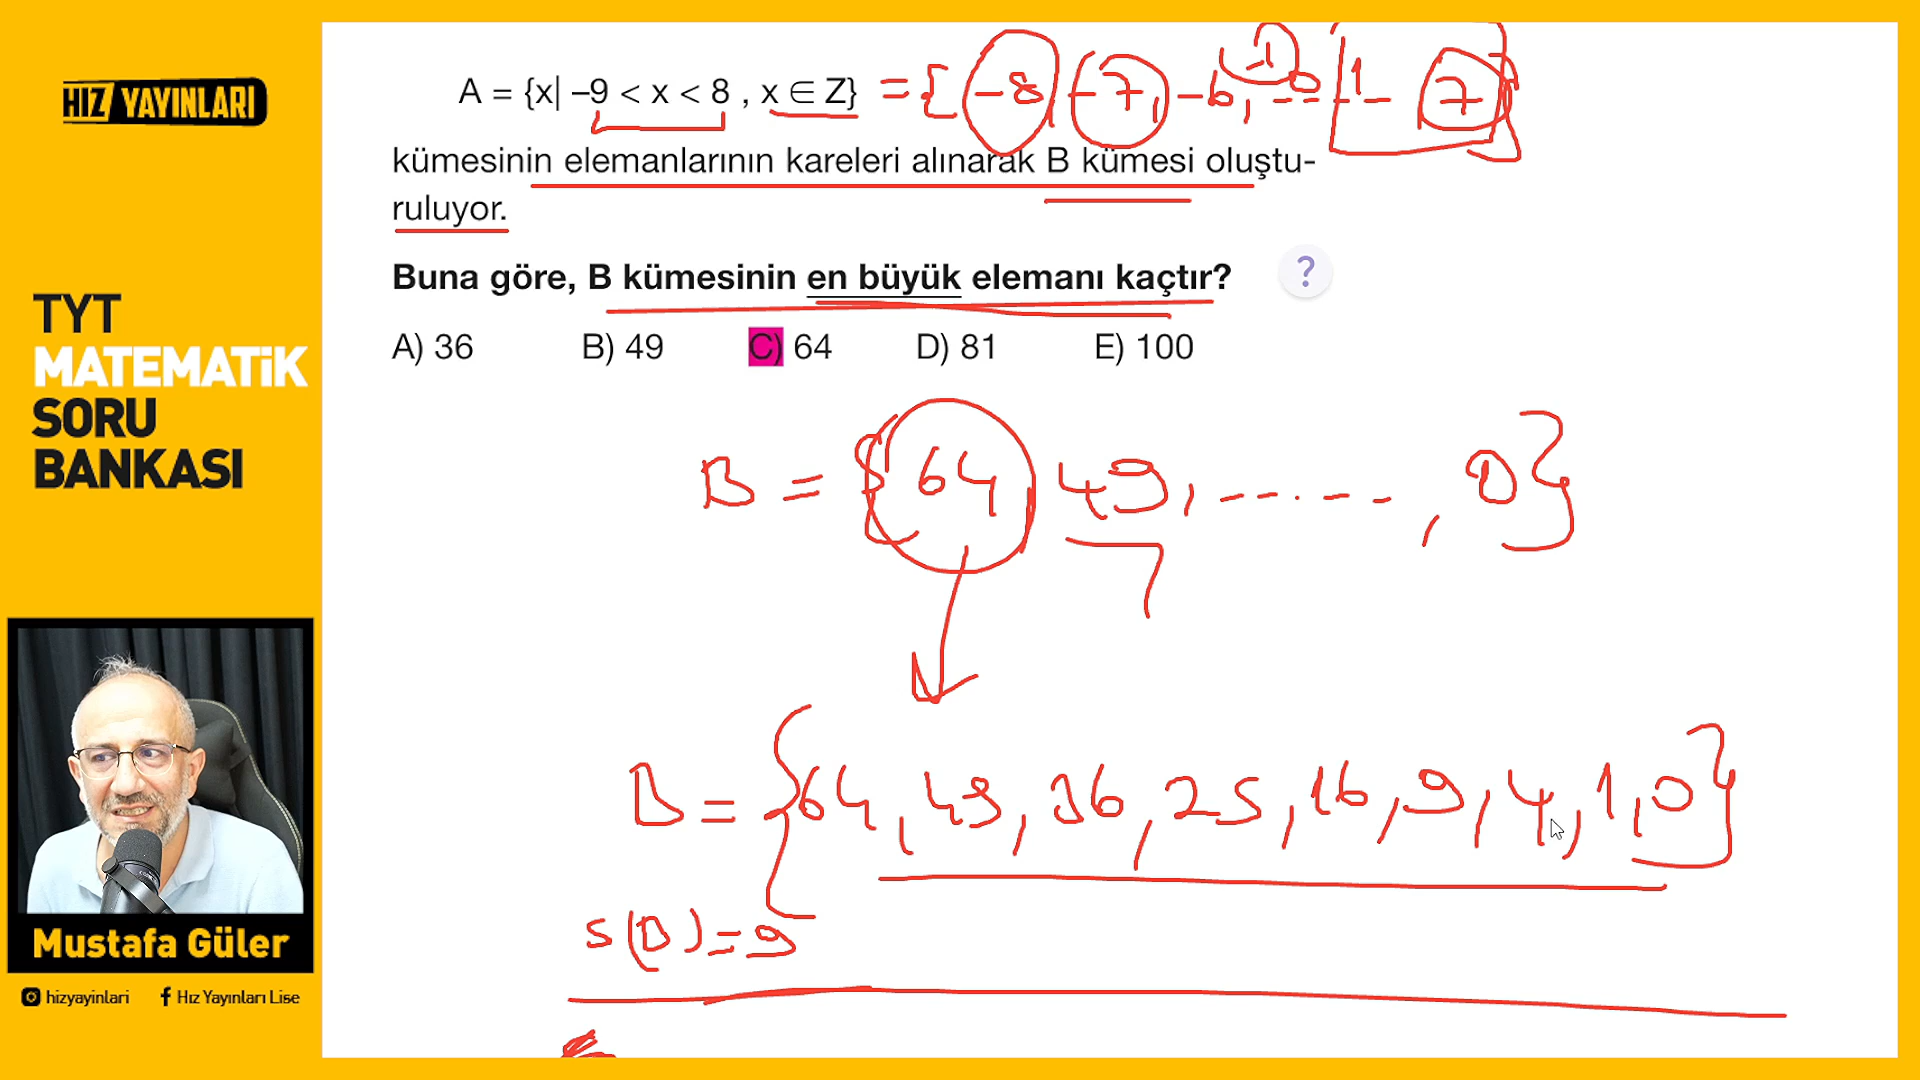 HIZ YAYINLARI
TYT
MATEMATİK
SORU
BANKASI
Mustafa Güler
hizyayinlari
Hız Yayınları Lise
A = {x| –9 < x < 8 , x ∈ Z} = { -8, -7, -6, -1 0 1 --- 7 }
kümesinin elemanlarının kareleri alınarak B kümesi oluştu-
ruluyor.
Buna göre, B kümesinin en büyük elemanı kaçtır? ?
A) 36 B) 49 C) 64 D) 81 E) 100
B = { 64, 49, ------- , 0 }
B = { 64, 49, 36, 25, 16, 9, 4, 1, 0 }
s(B) = 9